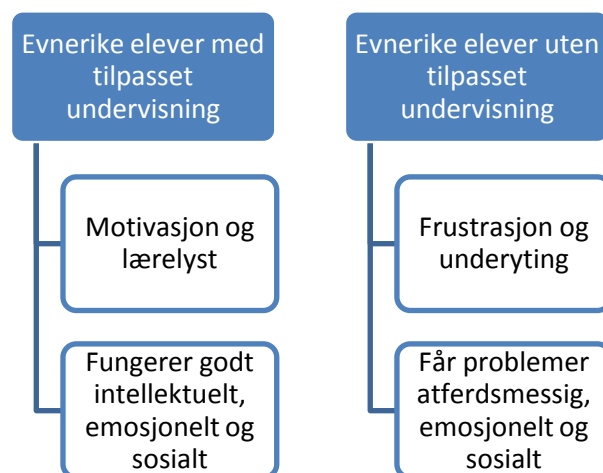 Evnerike elever med
tilpasset
undervisning
Motivasjon og
lærelyst
Fungerer godt
intellektuelt,
emosjonelt og
sosialt
Evnerike elever uten
tilpasset
undervisning
Frustrasjon og
underyting
Får problemer
atferdsmessig,
emosjonelt og
sosialt